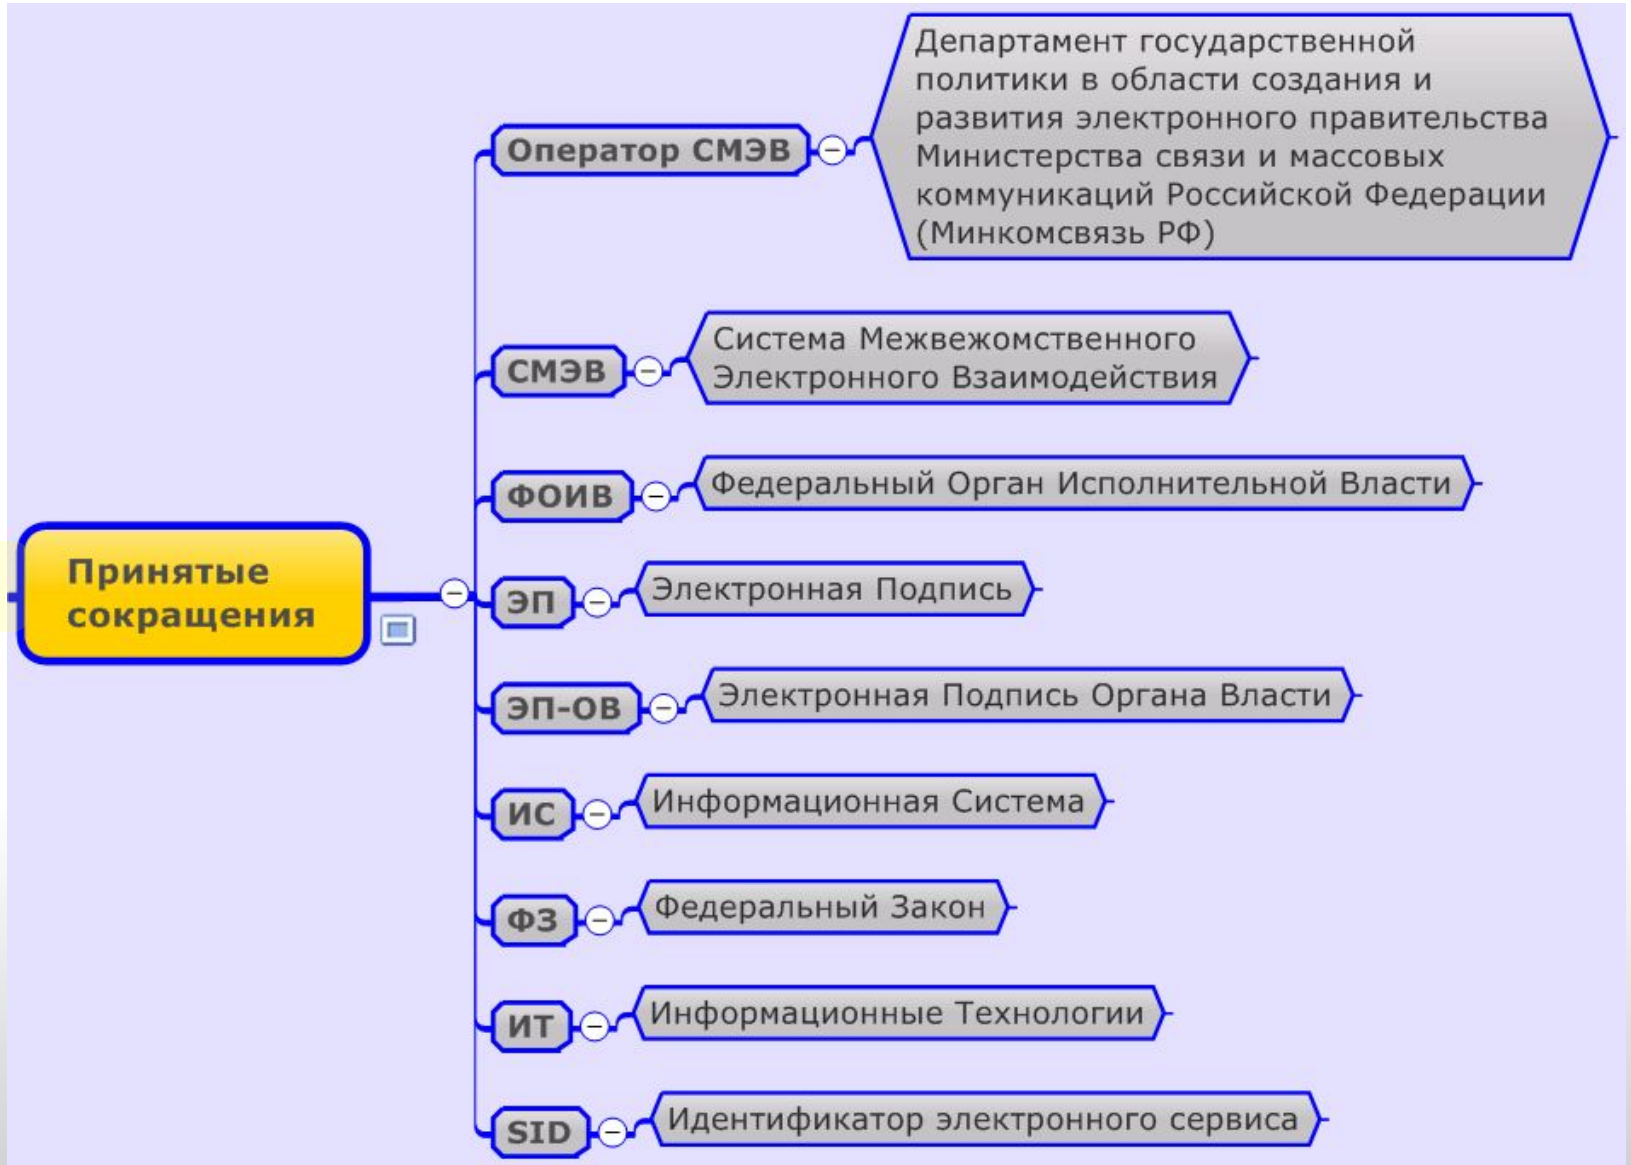 Принятые
сокращения
Оператор СМЭВ
Департамент государственной
политики в области создания и
развития электронного правительства
Министерства связи и массовых
коммуникаций Российской Федерации
(Минкомсвязь РФ)
СМЭВ
Система Межвежомственного
Электронного Взаимодействия
ФОИВ
Федеральный Орган Исполнительной Власти
ЭП
Электронная Подпись
ЭП-ОВ
Электронная Подпись Органа Власти
ИС
Информационная Система
ФЗ
Федеральный Закон
ИТ
Информационные Технологии
SID
Идентификатор электронного сервиса